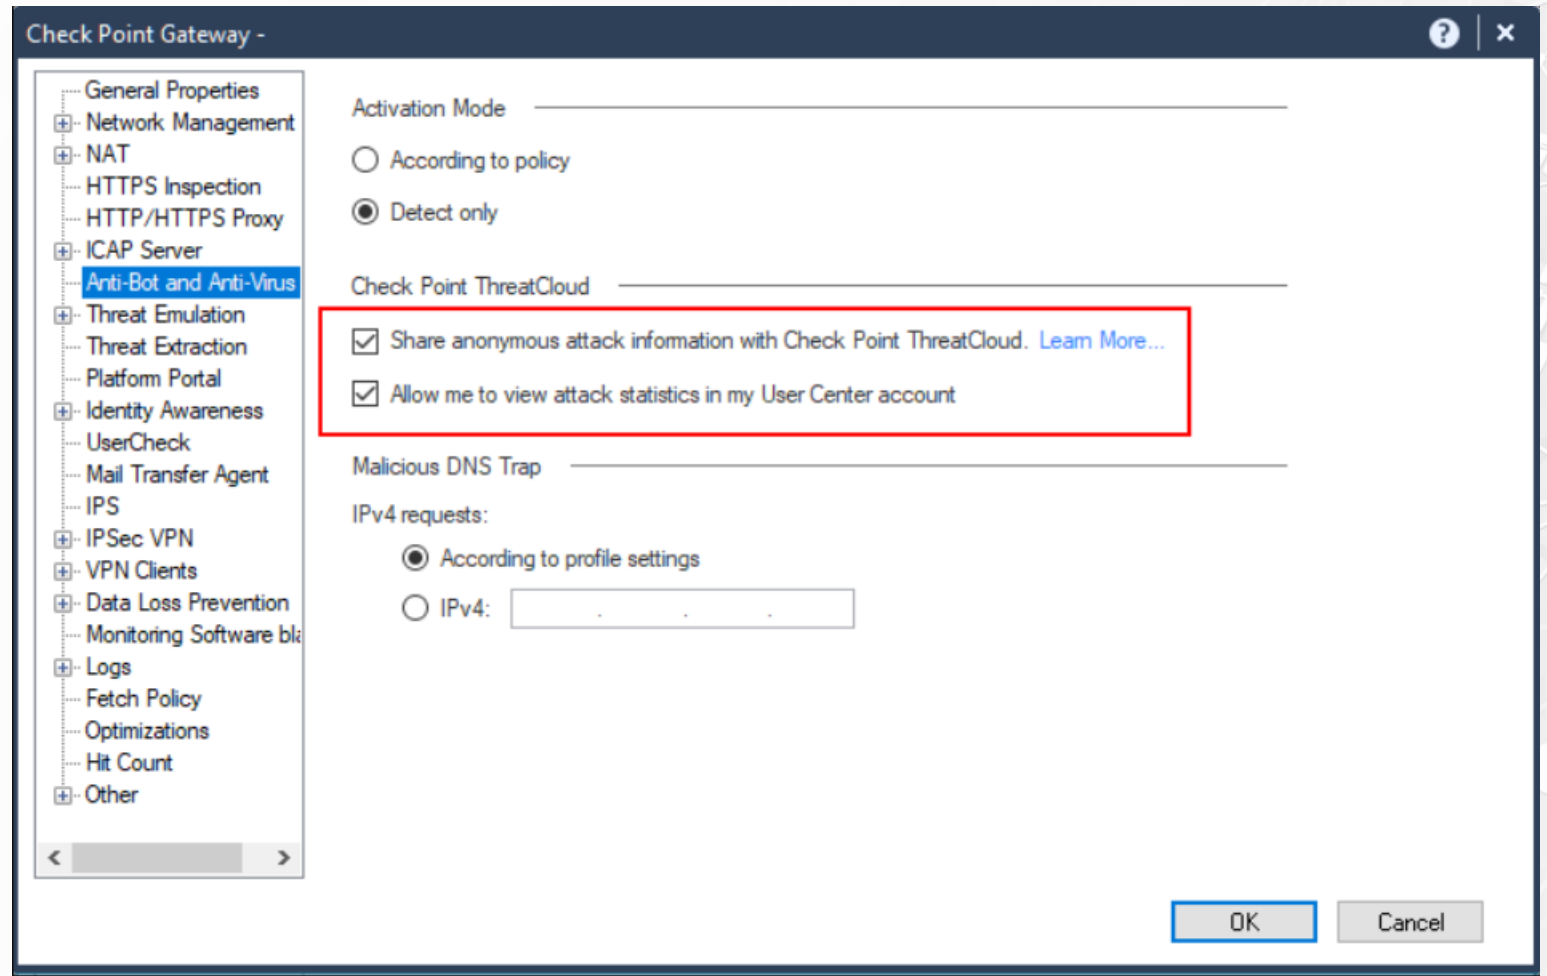 Check Point Gateway -
General Properties
Network Management
NAT
HTTPS Inspection
HTTP/HTTPS Proxy
ICAP Server
Anti-Bot and Anti-Virus
Threat Emulation
Threat Extraction
Platform Portal
Identity Awareness
UserCheck
Mail Transfer Agent
IPS
IPSec VPN
VPN Clients
Data Loss Prevention
Monitoring Software bla
Logs
Fetch Policy
Optimizations
Hit Count
Other
Activation Mode
According to policy
Detect only
Check Point ThreatCloud
Share anonymous attack information with Check Point ThreatCloud. Learn More...
Allow me to view attack statistics in my User Center account
Malicious DNS Trap
IPv4 requests:
According to profile settings
IPv4: . . .
OK Cancel